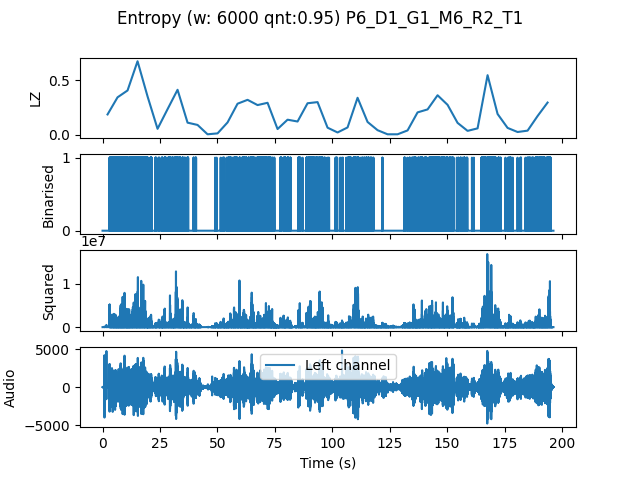 Entropy (w: 6000 qnt:0.95) P6_D1_G1_M6_R2_T1
0.5
LZ
0.0
1
Binarised
0
1e7
1
Squared
0
5000
Left channel
0
Audio
−5000
0 25 50 75 100 125 150 175 200
Time (s)